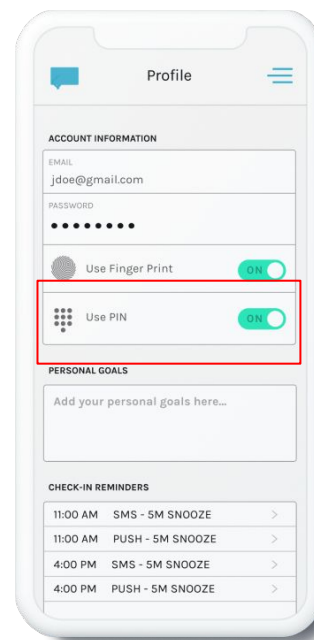 Profile
ACCOUNT INFORMATION
EMAIL
jdoe@gmail.com
PASSWORD
Use Finger Print ON
Use PIN ON
PERSONAL GOALS
Add your personal goals here...
CHECK-IN REMINDERS
11:00 AM SMS - 5M SNOOZE
11:00 AM PUSH - 5M SNOOZE
4:00 PM SMS - 5M SNOOZE
4:00 PM PUSH - 5M SNOOZE